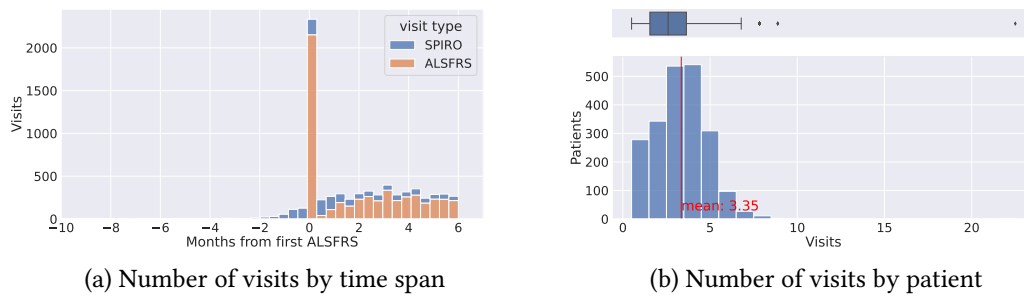 visit type
SPIRO
ALSFRS
Visits
2000
1500
1000
500
0
−10 −8 −6 −4 −2 0 2 4 6
Months from first ALSFRS
(a) Number of visits by time span
Patients
500
400
300
200
100
0
mean: 3.35
0 5 10 15 20
Visits
(b) Number of visits by patient